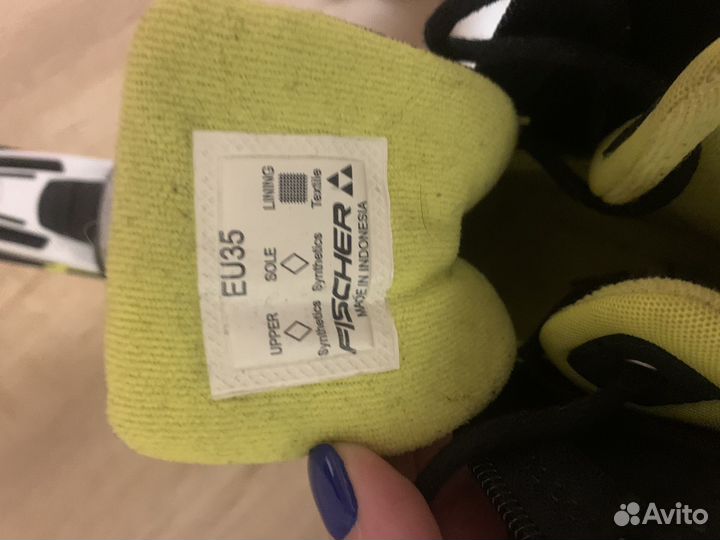 EU35
UPPER SOLE LINING
Synthetics Synthetics Textile
FISCHER
MADE IN INDONESIA
Avito